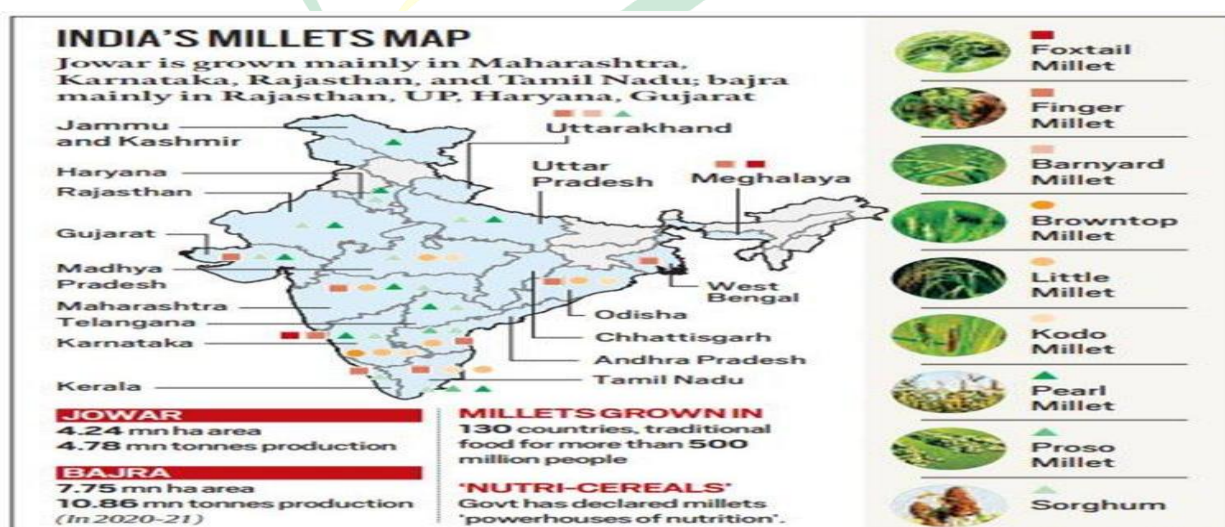 INDIA'S MILLETS MAP
Jowar is grown mainly in Maharashtra,
Karnataka, Rajasthan, and Tamil Nadu; bajra
mainly in Rajasthan, UP, Haryana, Gujarat
Jammu
and Kashmir
Haryana
Rajasthan
Gujarat
Madhya
Pradesh
Maharashtra
Telangana
Karnataka
Kerala
Uttarakhand
Uttar
Pradesh
Meghalaya
West
Bengal
Odisha
Chhattisgarh
Andhra Pradesh
Tamil Nadu
JOWAR
4.24 mn ha area
4.78 mn tonnes production
BAJRA
7.75 mn ha area
10.86 mn tonnes production
(In 2020-21)
MILLETS GROWN IN
130 countries, traditional
food for more than 500
million people
'NUTRI-CEREALS'
Govt has declared millets
'powerhouses of nutrition'.
Foxtail
Millet
Finger
Millet
Barnyard
Millet
Browntop
Millet
Little
Millet
Kodo
Millet
Pearl
Millet
Proso
Millet
Sorghum